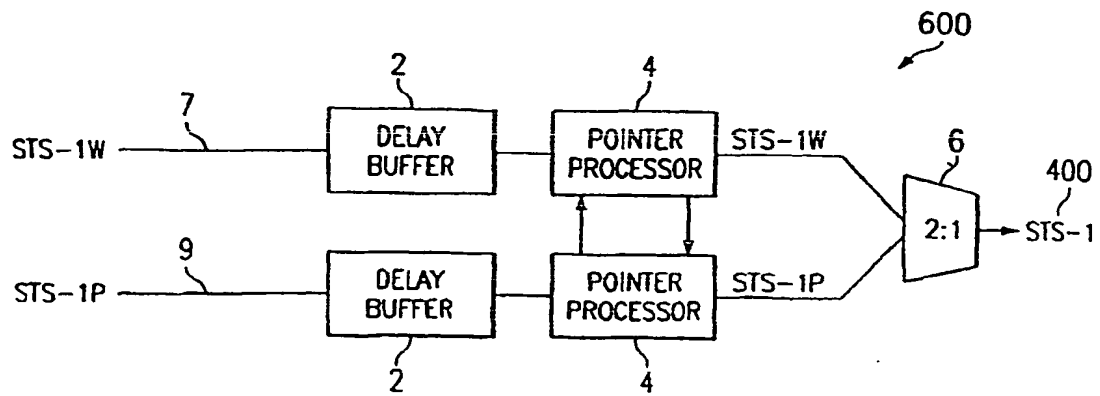 600
2
4
7
STS-1W
DELAY
BUFFER
POINTER
PROCESSOR
STS-1W
6
400
2:1
STS-1
9
STS-1P
DELAY
BUFFER
POINTER
PROCESSOR
STS-1P
2
4